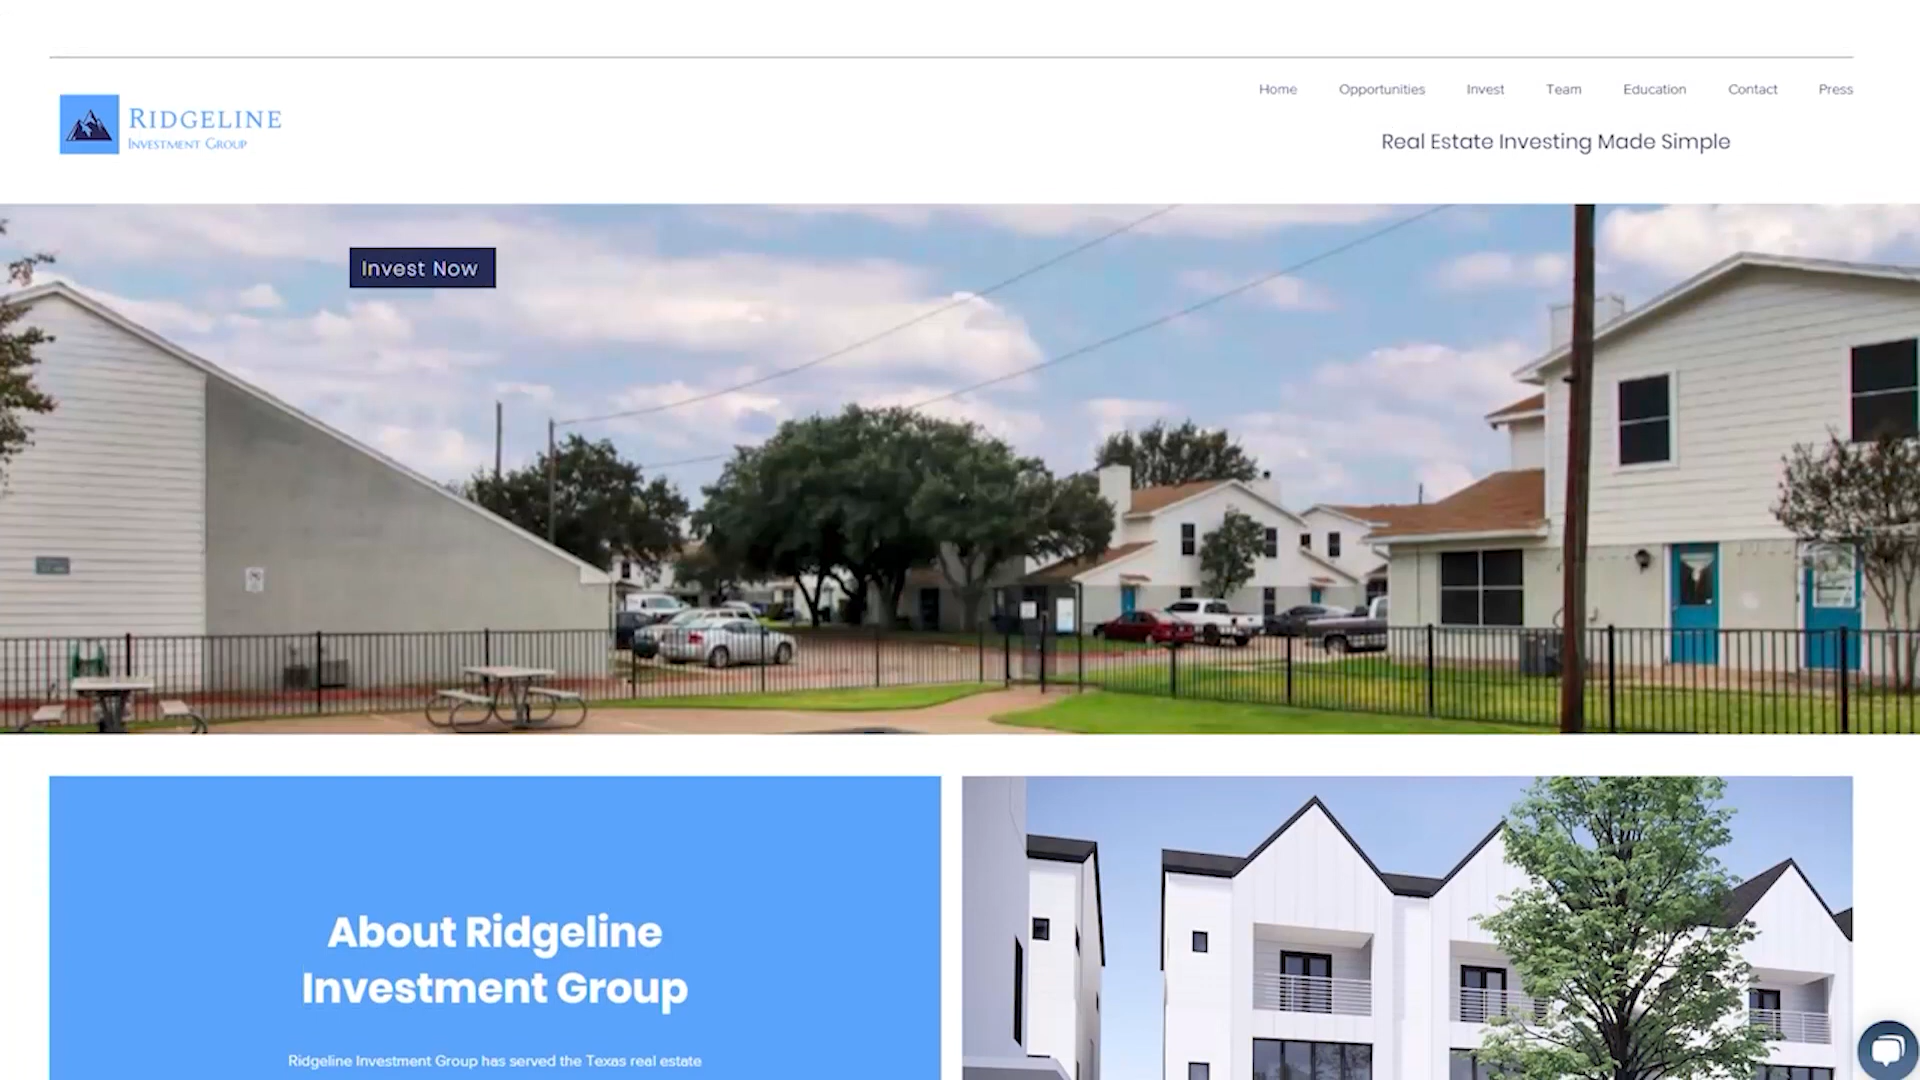 Home Opportunities Invest Team Education Contact Press
RIDGELINE
INVESTMENT GROUP
Real Estate Investing Made Simple
Invest Now
About Ridgeline
Investment Group
Ridgeline Investment Group has served the Texas real estate